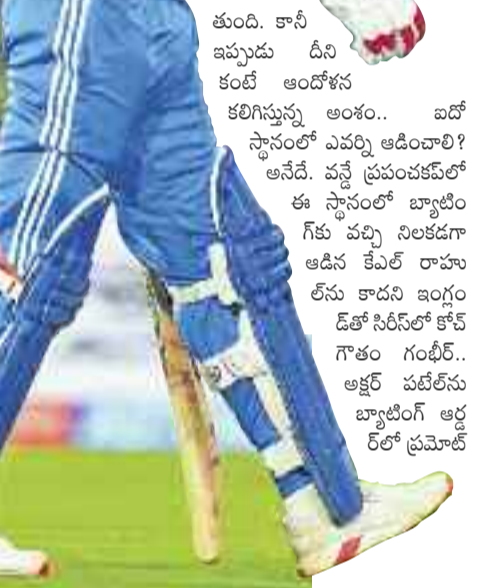 తుంది. కానీ
ఇప్పుడు దీని
కంటే ఆందోళన
కలిగిస్తున్న అంశం.. ఐదో
స్థానంలో ఎవర్ని ఆడించాలి?
అనేదే. వన్డే ప్రపంచకప్‌లో
ఈ స్థానంలో బ్యాటిం
గ్‌కు వచ్చి నిలకడగా
ఆడిన కేఎల్ రాహు
ల్‌ను కాదని ఇంగ్లం
డ్‌తో సిరీస్‌లో కోచ్
గౌతం గంభీర్..
అక్షర్ పటేల్‌ను
బ్యాటింగ్ ఆర్డ
ర్‌లో ప్రమోట్